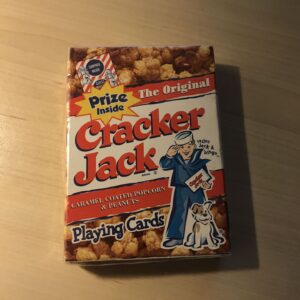 Prize
Inside
The Original
Cracker
Jack
CARAMEL COATED POPCORN
& PEANUTS
Playing Cards